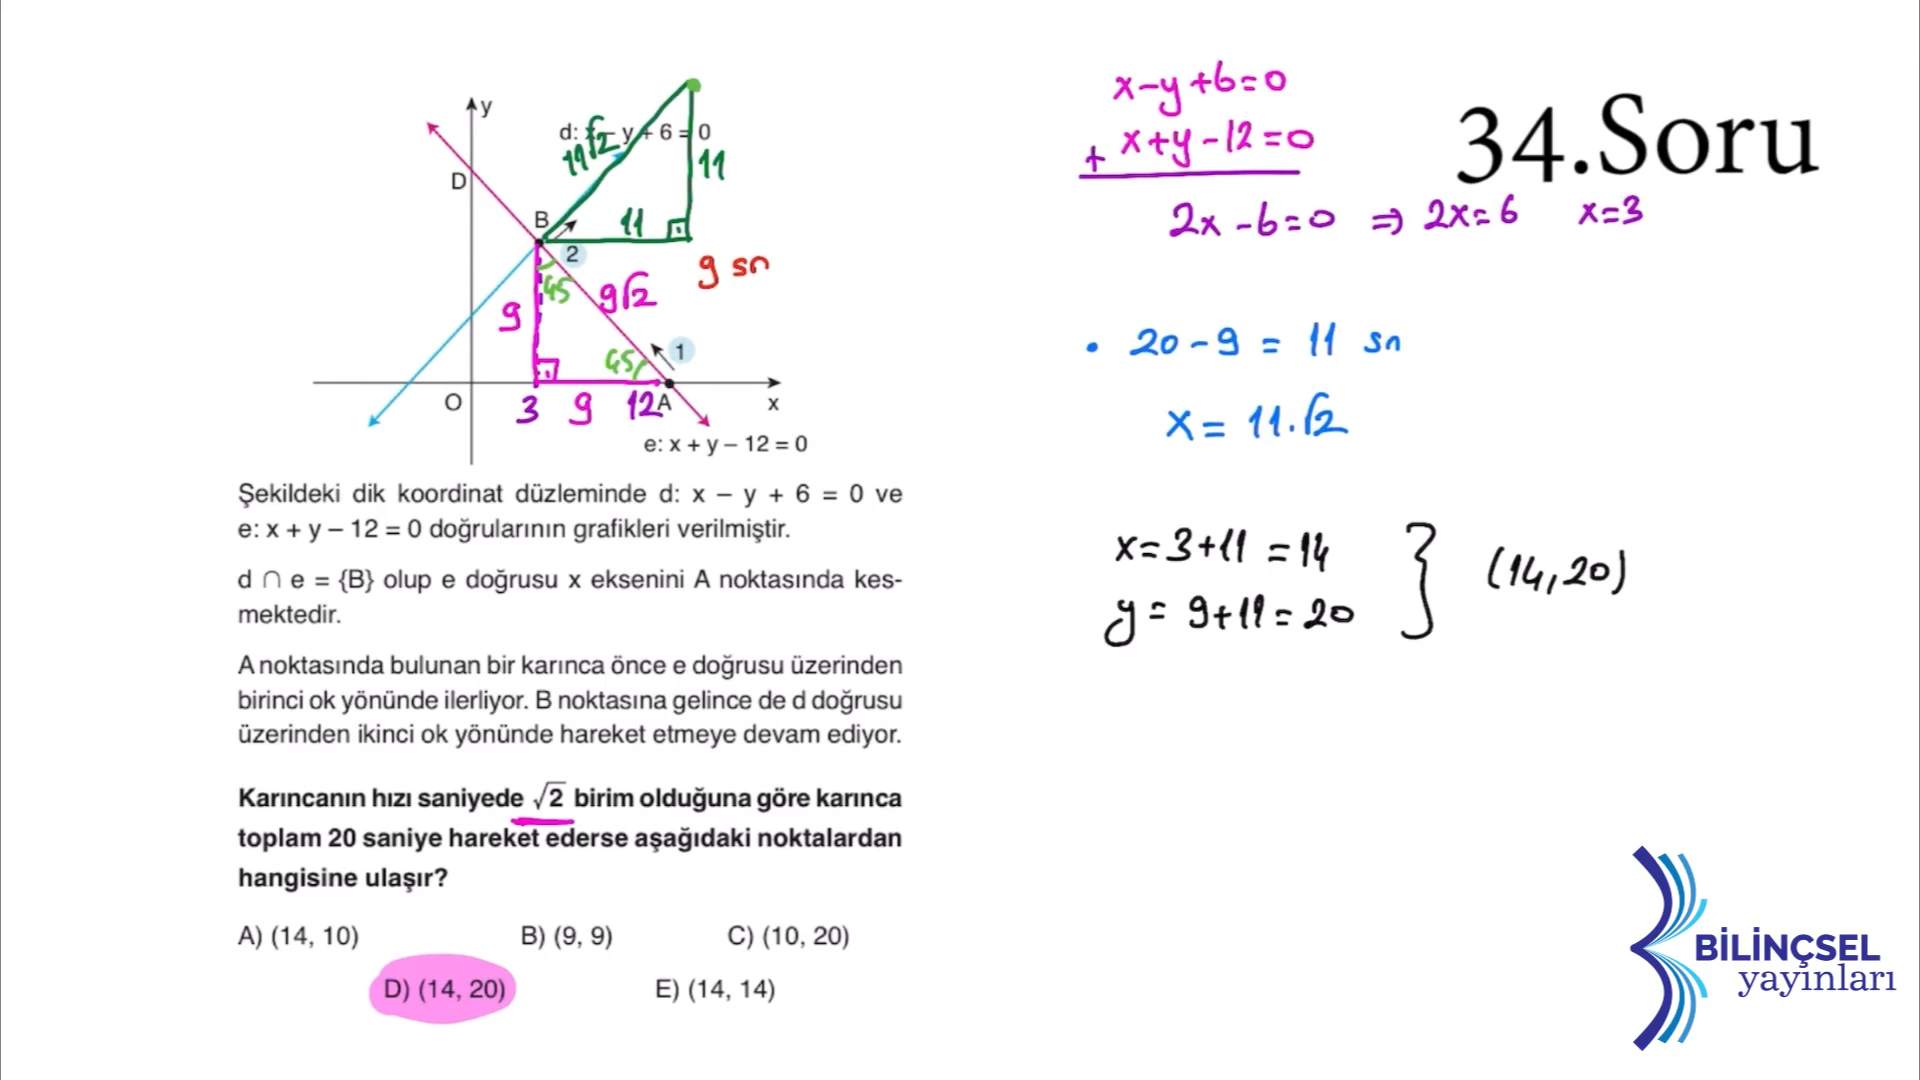 34.Soru
y
d: x – y + 6 = 0
11√2
11
D
B
11
2
9 sn
45
9√2
9
45
1
O
3
9
12
A
x
e: x + y – 12 = 0
Şekildeki dik koordinat düzleminde d: x – y + 6 = 0 ve
e: x + y – 12 = 0 doğrularının grafikleri verilmiştir.
d ∩ e = {B} olup e doğrusu x eksenini A noktasında kes-
mektedir.
A noktasında bulunan bir karınca önce e doğrusu üzerinden
birinci ok yönünde ilerliyor. B noktasına gelince de d doğrusu
üzerinden ikinci ok yönünde hareket etmeye devam ediyor.
Karıncanın hızı saniyede √2 birim olduğuna göre karınca
toplam 20 saniye hareket ederse aşağıdaki noktalardan
hangisine ulaşır?
A) (14, 10) B) (9, 9) C) (10, 20)
D) (14, 20) E) (14, 14)
x-y+6=0
+ x+y-12=0
2x-6=0 ⇒ 2x=6 x=3
• 20-9 = 11 sn
x = 11.√2
x=3+11 =14
y = 9+11=20
} (14,20)
BİLİNÇSEL
yayınları